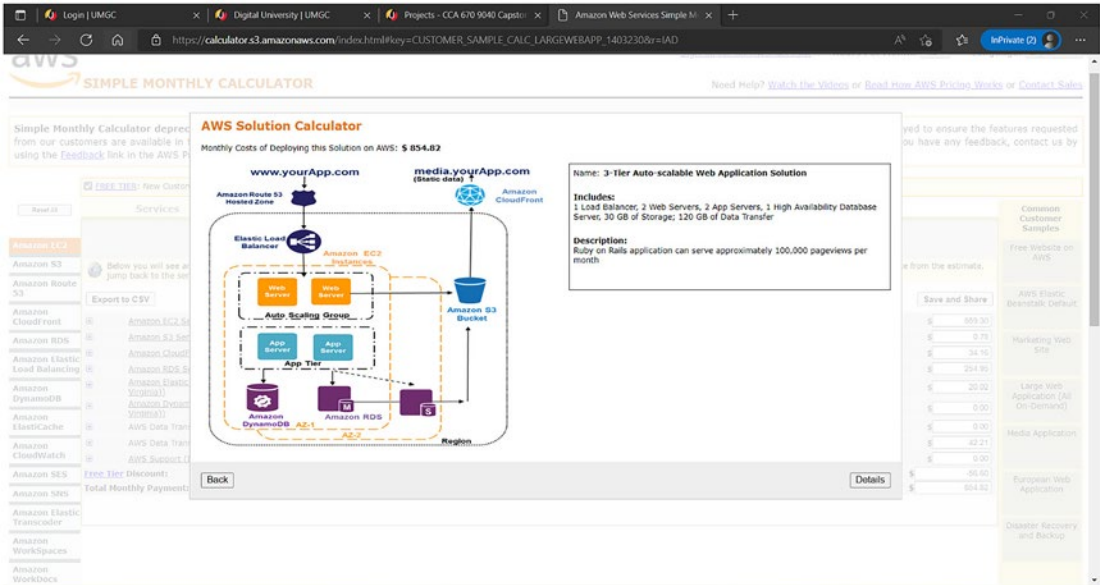 Login | UMGC
Digital University | UMGC
Projects - CCA 670 9040 Capsto
Amazon Web Services Simple M
https://calculator.s3.amazonaws.com/index.html#key=CUSTOMER_SAMPLE_CALC_LARGEWEBAPP_1403230&r=IAD
InPrivate (2)
aws
SIMPLE MONTHLY CALCULATOR
Need Help? Watch the Videos or Read How AWS Pricing Works or Contact Sales
Simple Monthly Calculator deprec
yed to ensure the features requested
from our customers are available in
ou have any feedback, contact us by
using the Feedback link in the AWS P
FREE TIER: New Custom
Reset All
Services
Common
Customer
Samples
Amazon EC2
Amazon S3
Amazon Route
53
Amazon
CloudFront
Amazon RDS
Amazon Elastic
Load Balancing
Amazon
DynamoDB
Amazon
ElastiCache
Amazon
CloudWatch
Amazon SES
Amazon SNS
Amazon Elastic
Transcoder
Amazon
WorkSpaces
Amazon
WorkDocs
Below you will see a
jump back to the ser
e from the estimate.
Export to CSV
Save and Share
Amazon EC2 Se
Amazon S3 Ser
$ 0.78
Amazon CloudF
$ 34.16
Amazon RDS Se
Amazon Elastic
Virginia))
$ 20.02
Amazon Dynam
Virginia))
$ 0.00
AWS Data Tran
$ 0.00
AWS Data Tran
$ 42.21
AWS Support (
$ 0.00
Free Tier Discount:
Total Monthly Payment:
$ 854.82
Free Website on
AWS
AWS Elastic
Beanstalk Default
Marketing Web
Site
Large Web
Application (All
On-Demand)
Media Application
European Web
Application
Disaster Recovery
and Backup
AWS Solution Calculator
Monthly Costs of Deploying this Solution on AWS: $ 854.82
www.yourApp.com
media.yourApp.com
(Static data)
Amazon Route 53
Hosted Zone
Amazon
CloudFront
Elastic Load
Balancer
Amazon EC2
Instances
Web
Server
Web
Server
Auto Scaling Group
Amazon S3
Bucket
App
Server
App
Server
App Tier
M
S
Amazon
DynamoDB
Amazon RDS
AZ-1
AZ-2
Region
Name: 3-Tier Auto-scalable Web Application Solution
Includes:
1 Load Balancer, 2 Web Servers, 2 App Servers, 1 High Availability Database
Server, 30 GB of Storage; 120 GB of Data Transfer
Description:
Ruby on Rails application can serve approximately 100,000 pageviews per
month
Back
Details